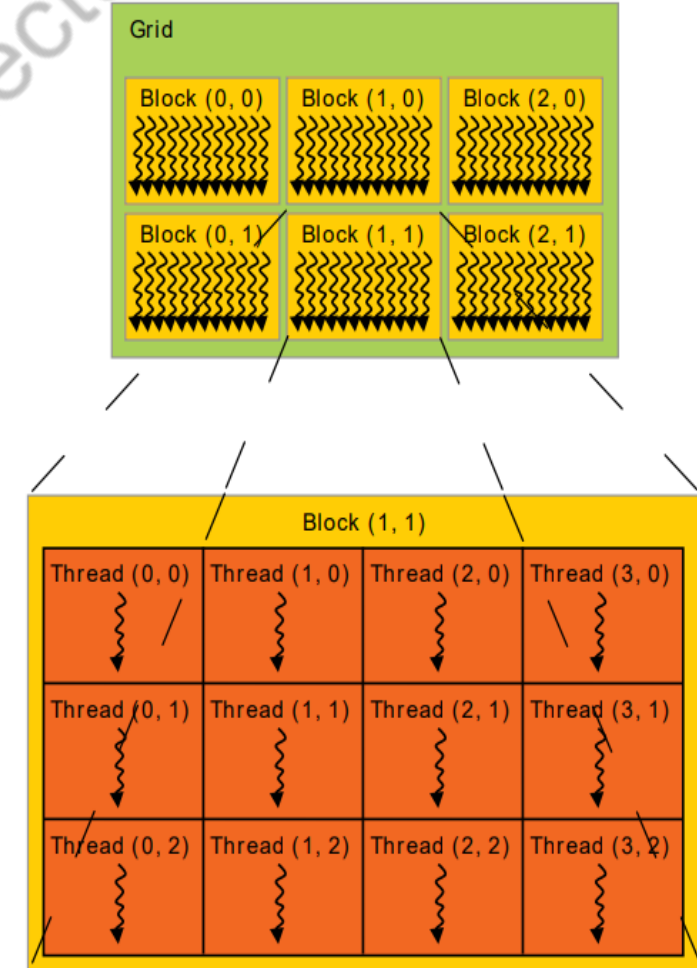 ect
Grid
Block (0, 0) Block (1, 0) Block (2, 0)
Block (0, 1) Block (1, 1) Block (2, 1)
Block (1, 1)
Thread (0, 0) Thread (1, 0) Thread (2, 0) Thread (3, 0)
Thread (0, 1) Thread (1, 1) Thread (2, 1) Thread (3, 1)
Thread (0, 2) Thread (1, 2) Thread (2, 2) Thread (3, 2)